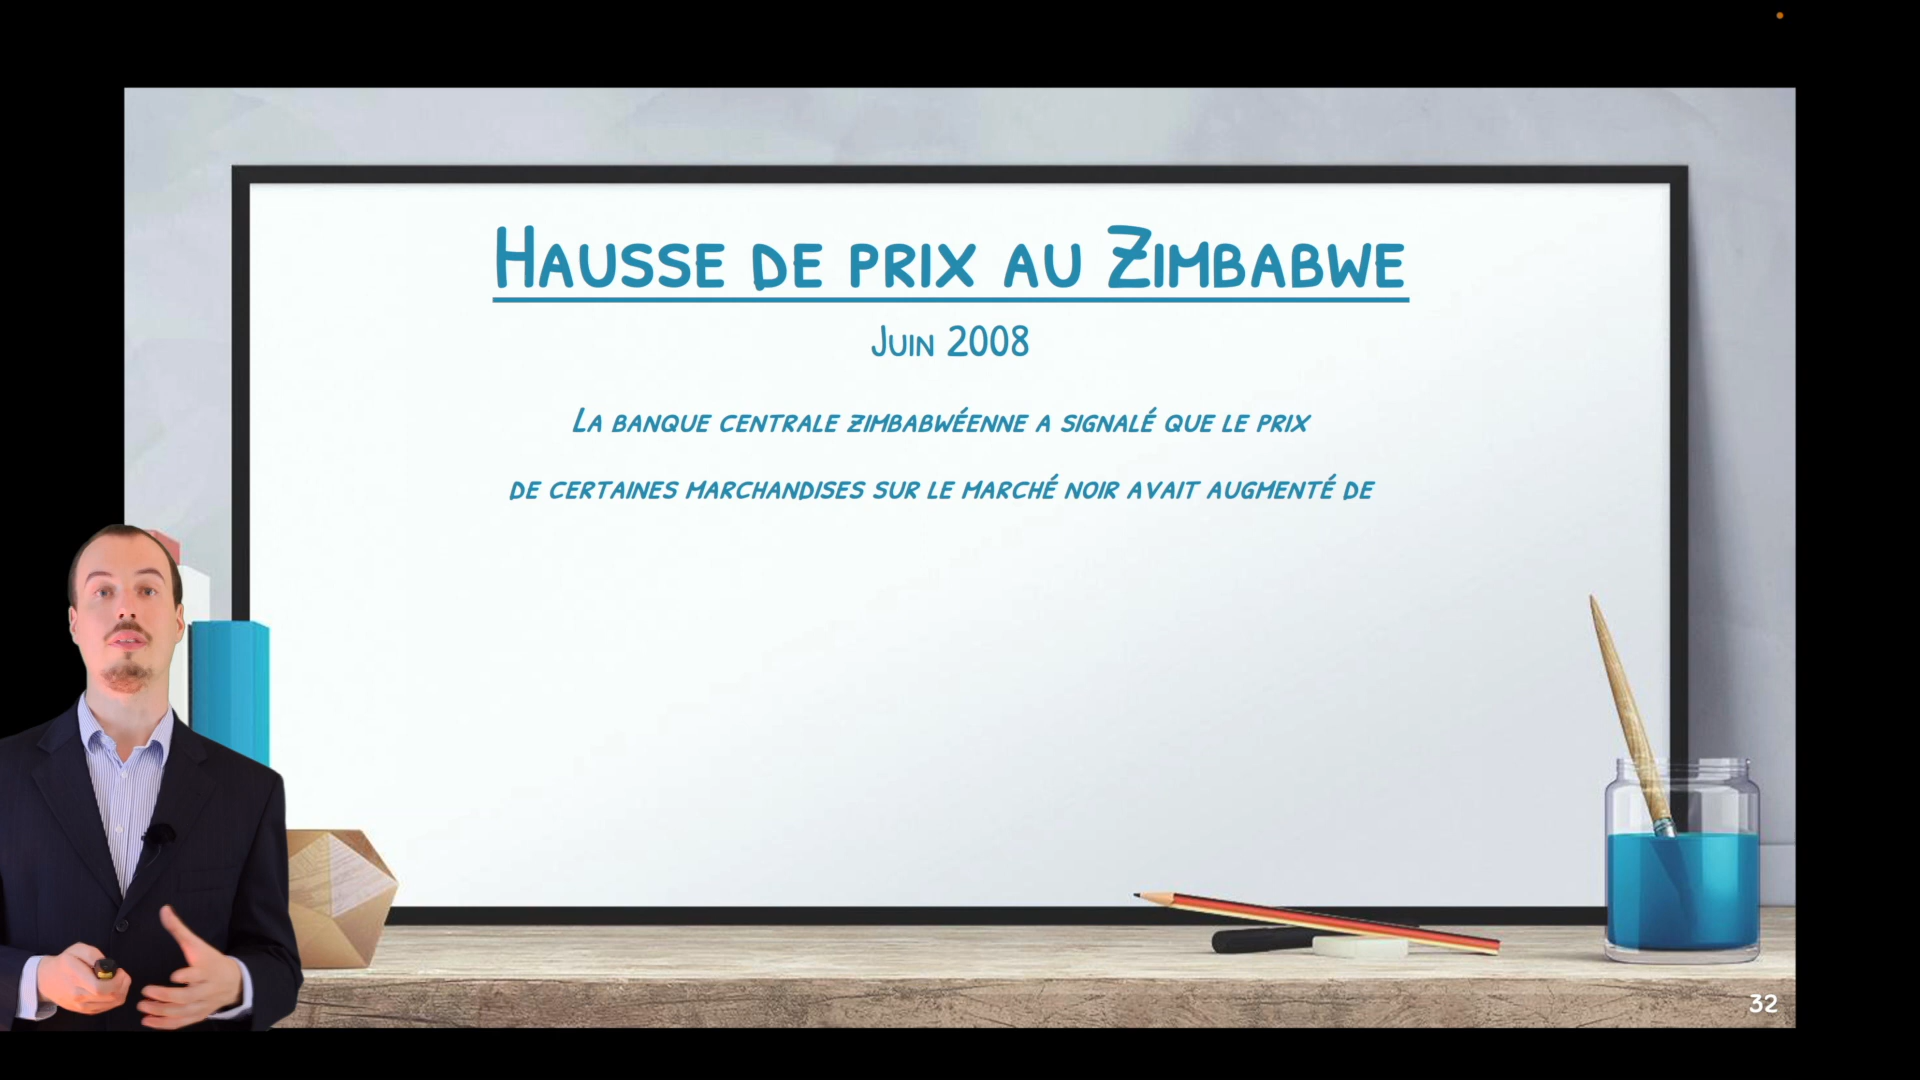 Hausse de prix au Zimbabwe
Juin 2008
La banque centrale zimbabwéenne a signalé que le prix
de certaines marchandises sur le marché noir avait augmenté de
32